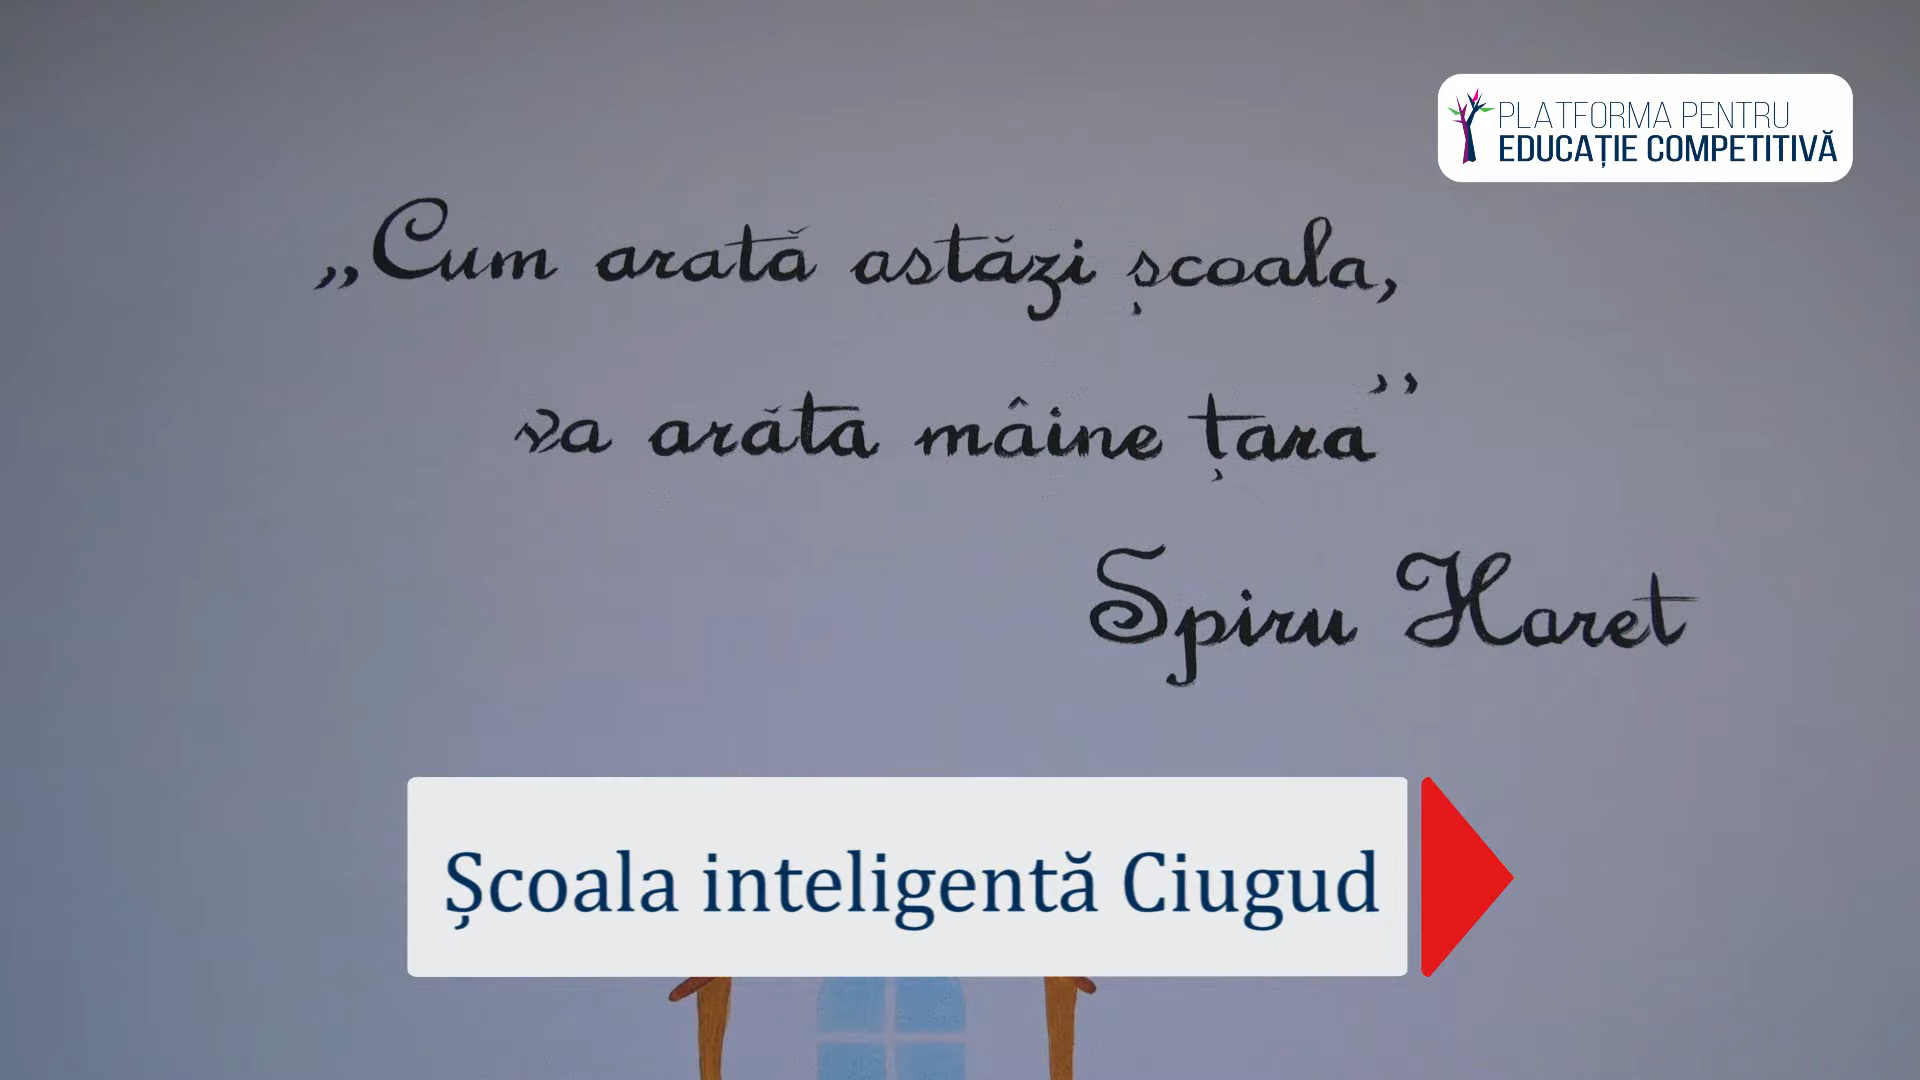 PLATFORMA PENTRU
EDUCAȚIE COMPETITIVĂ
„Cum arată astăzi școala,
va arăta mâine țara’’
Spiru Haret
Școala inteligentă Ciugud